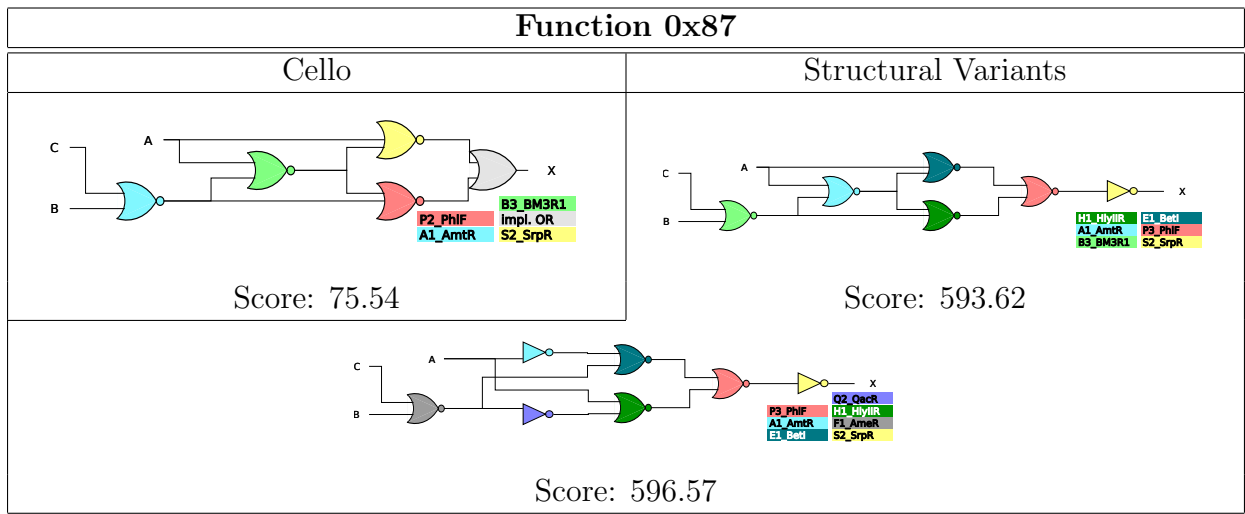 Function 0x87
Cello
Structural Variants
C
A
B
X
B3_BM3R1
P2_PhlF
impl. OR
A1_AmtR
S2_SrpR
Score: 75.54
C
A
B
X
H1_HlyIIR
E1_BetI
A1_AmtR
P3_PhlF
B3_BM3R1
S2_SrpR
Score: 593.62
C
A
B
X
Q2_QacR
P3_PhlF
H1_HlyIIR
A1_AmtR
F1_AmeR
E1_BetI
S2_SrpR
Score: 596.57